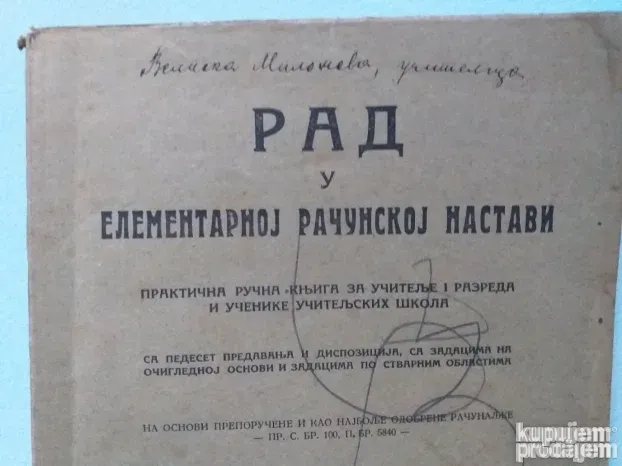 Велика Милонева, учитељица
РАД
У
ЕЛЕМЕНТАРНОЈ РАЧУНСКОЈ НАСТАВИ
ПРАКТИЧНА РУЧНА КЊИГА ЗА УЧИТЕЉЕ I РАЗРЕДА
И УЧЕНИКЕ УЧИТЕЉСКИХ ШКОЛА
СА ПЕДЕСЕТ ПРЕДАВАЊА И ДИСПОЗИЦИЈА, СА ЗАДАЦИМА НА
ОЧИГЛЕДНОЈ ОСНОВИ И ЗАДАЦИМА ПО СТВАРНИМ ОБЛАСТИМА
НА ОСНОВИ ПРЕПОРУЧЕНЕ И КАО НАЈБОЉЕ ОДОБРЕНЕ РАЧУНАЉКЕ
— ПР. С. БР. 100, П. БР. 5840 —
kupujem
prodajem